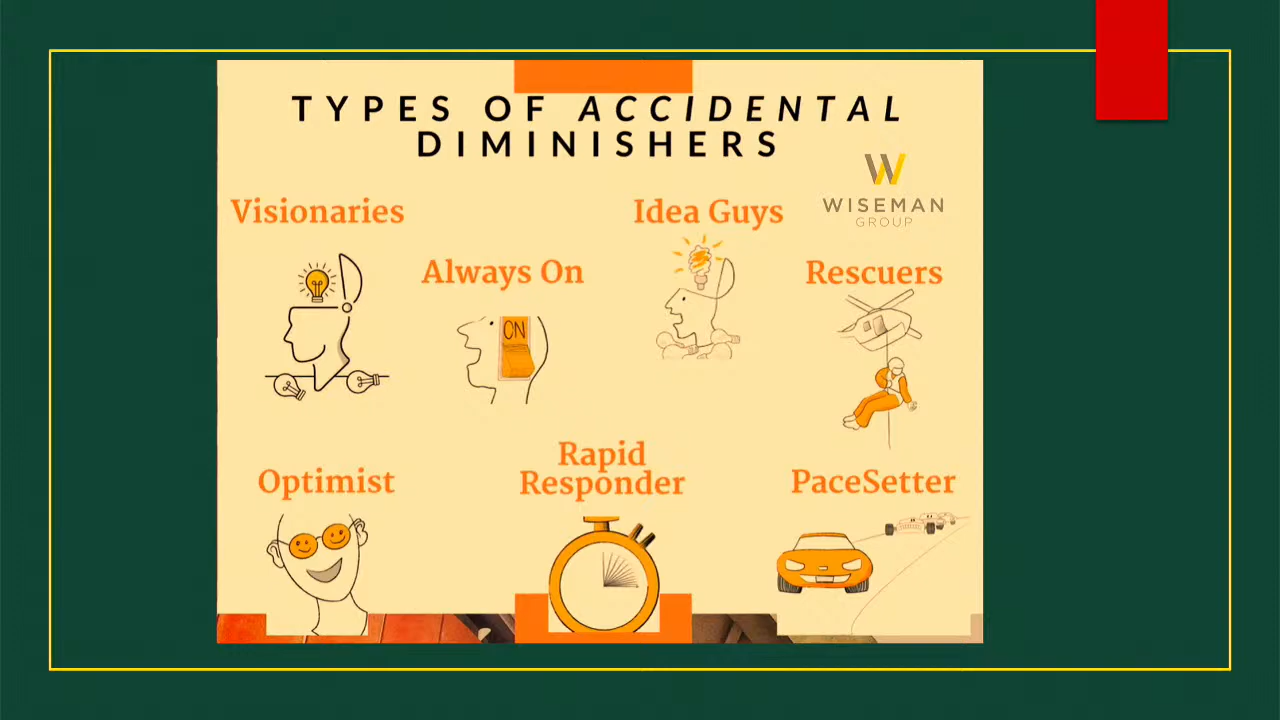 TYPES OF ACCIDENTAL
DIMINISHERS
WISEMAN
GROUP
Visionaries
Idea Guys
Always On
Rescuers
ON
Optimist
Rapid
Responder
PaceSetter